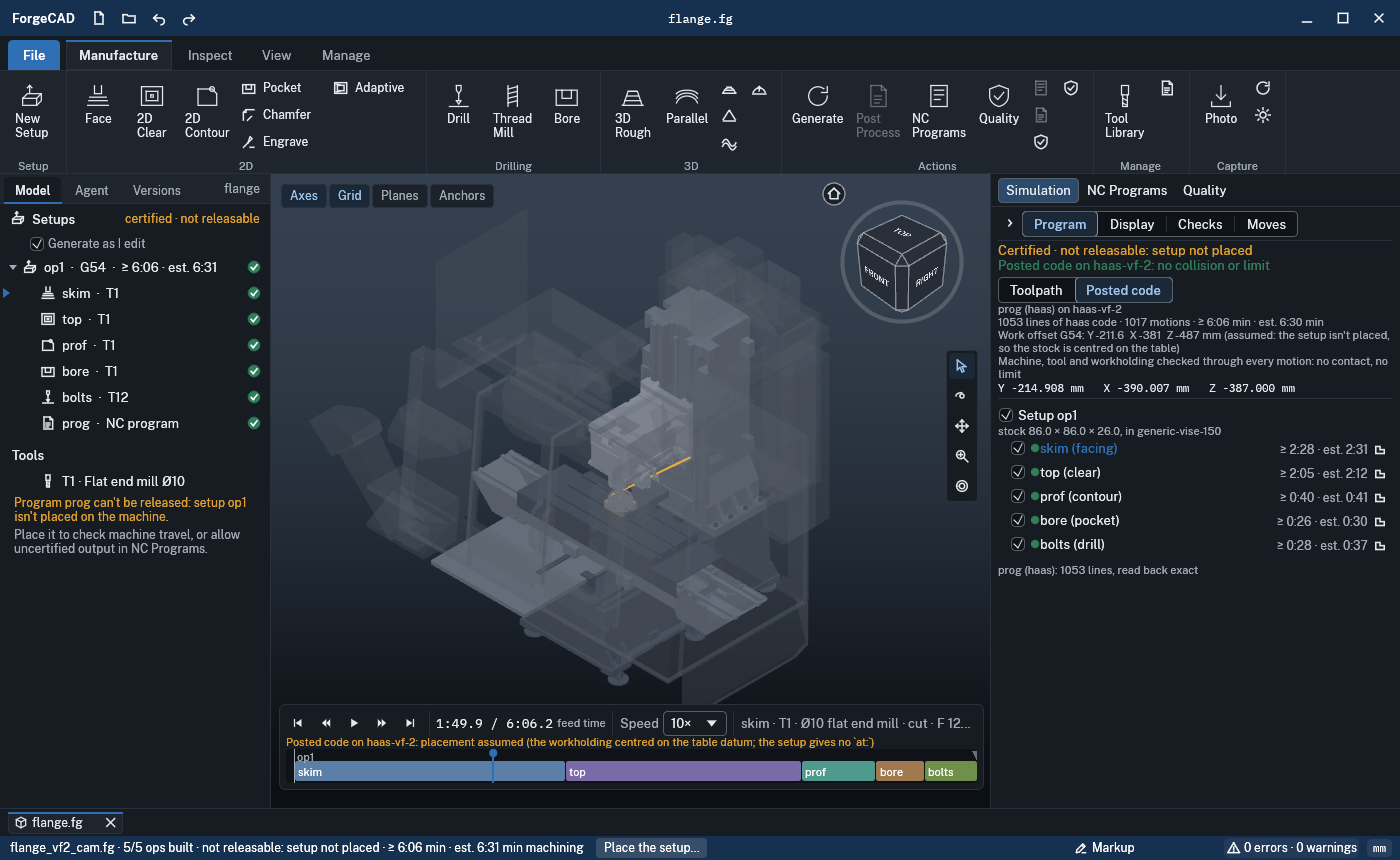 ForgeCAD
flange.fg
File
Manufacture
Inspect
View
Manage
New Setup
Setup
Face
2D Clear
2D Contour
Pocket
Chamfer
Engrave
Adaptive
2D
Drill
Thread Mill
Bore
Drilling
3D Rough
Parallel
3D
Generate
Post Process
NC Programs
Quality
Actions
Tool Library
Manage
Photo
Capture
Model
Agent
Versions
flange
Setups
certified · not releasable
Generate as I edit
op1 · G54 · ≥ 6:06 · est. 6:31
skim · T1
top · T1
prof · T1
bore · T1
bolts · T12
prog · NC program
Tools
T1 · Flat end mill Ø10
Program prog can't be released: setup op1
isn't placed on the machine.
Place it to check machine travel, or allow
uncertified output in NC Programs.
Axes
Grid
Planes
Anchors
TOP
FRONT
RIGHT
1:49.9 / 6:06.2 feed time
Speed
10×
skim · T1 · Ø10 flat end mill · cut · F 12...
Posted code on haas-vf-2: placement assumed (the workholding centred on the table datum; the setup gives no `at:`)
op1
skim
top
prof
bore
bolts
Simulation
NC Programs
Quality
Program
Display
Checks
Moves
Certified · not releasable: setup not placed
Posted code on haas-vf-2: no collision or limit
Toolpath
Posted code
prog (haas) on haas-vf-2
1053 lines of haas code · 1017 motions · ≥ 6:06 min · est. 6:30 min
Work offset G54: Y -211.6 X -381 Z -487 mm (assumed: the setup isn't placed,
so the stock is centred on the table)
Machine, tool and workholding checked through every motion: no contact, no
limit
Y -214.908 mm X -390.007 mm Z -387.000 mm
Setup op1
stock 86.0 × 86.0 × 26.0, in generic-vise-150
skim (facing) ≥ 2:28 · est. 2:31
top (clear) ≥ 2:05 · est. 2:12
prof (contour) ≥ 0:40 · est. 0:41
bore (pocket) ≥ 0:26 · est. 0:30
bolts (drill) ≥ 0:28 · est. 0:37
prog (haas): 1053 lines, read back exact
flange.fg
flange_vf2_cam.fg · 5/5 ops built · not releasable: setup not placed · ≥ 6:06 min · est. 6:31 min machining
Place the setup...
Markup
0 errors · 0 warnings
mm